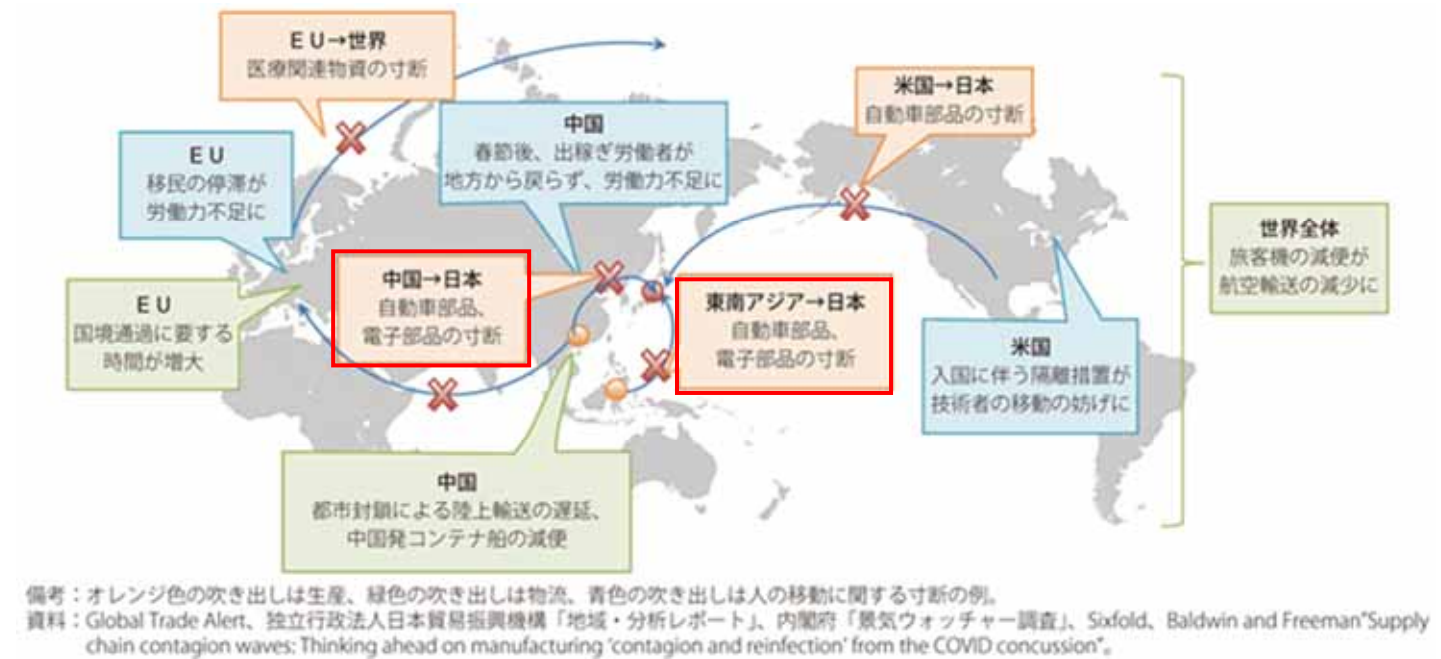 ＥＵ→世界
医療関連物資の寸断
米国→日本
自動車部品の寸断
中国
春節後、出稼ぎ労働者が
地方から戻らず、労働力不足に
ＥＵ
移民の停滞が
労働力不足に
世界全体
旅客機の減便が
航空輸送の減少に
中国→日本
自動車部品、
電子部品の寸断
東南アジア→日本
自動車部品、
電子部品の寸断
ＥＵ
国境通過に要する
時間が増大
米国
入国に伴う隔離措置が
技術者の移動の妨げに
中国
都市封鎖による陸上輸送の遅延、
中国発コンテナ船の減便
備考：オレンジ色の吹き出しは生産、緑色の吹き出しは物流、青色の吹き出しは人の移動に関する寸断の例。
資料：Global Trade Alert、独立行政法人日本貿易振興機構「地域・分析レポート」、内閣府「景気ウォッチャー調査」、Sixfold、Baldwin and Freeman"Supply
chain contagion waves: Thinking ahead on manufacturing 'contagion and reinfection' from the COVID concussion"。